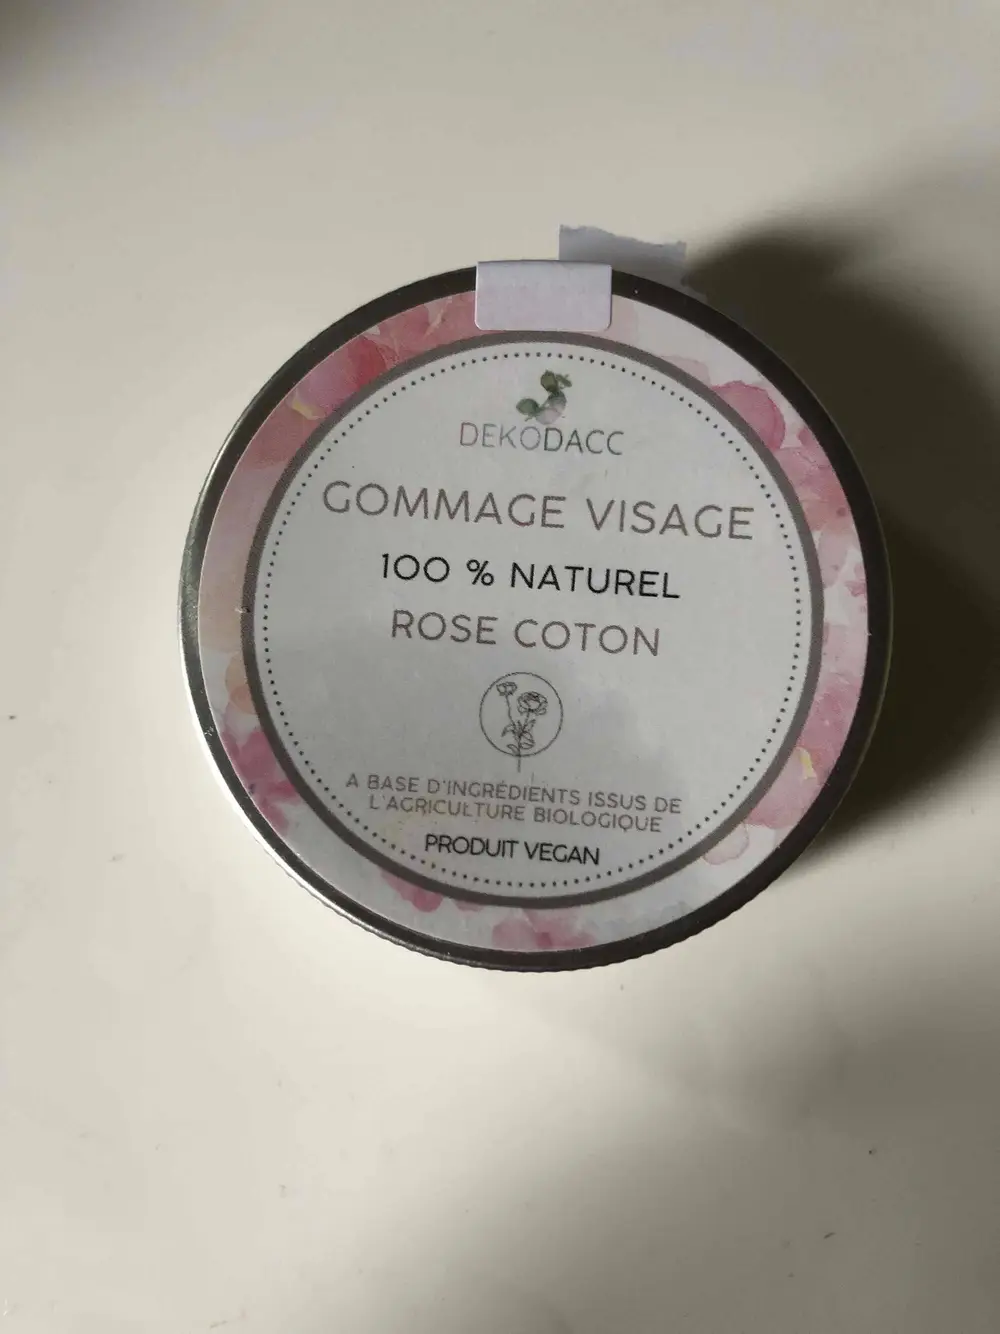 DEKODACC
GOMMAGE VISAGE
100 % NATUREL
ROSE COTON
A BASE D'INGRÉDIENTS ISSUS DE
L'AGRICULTURE BIOLOGIQUE
PRODUIT VEGAN